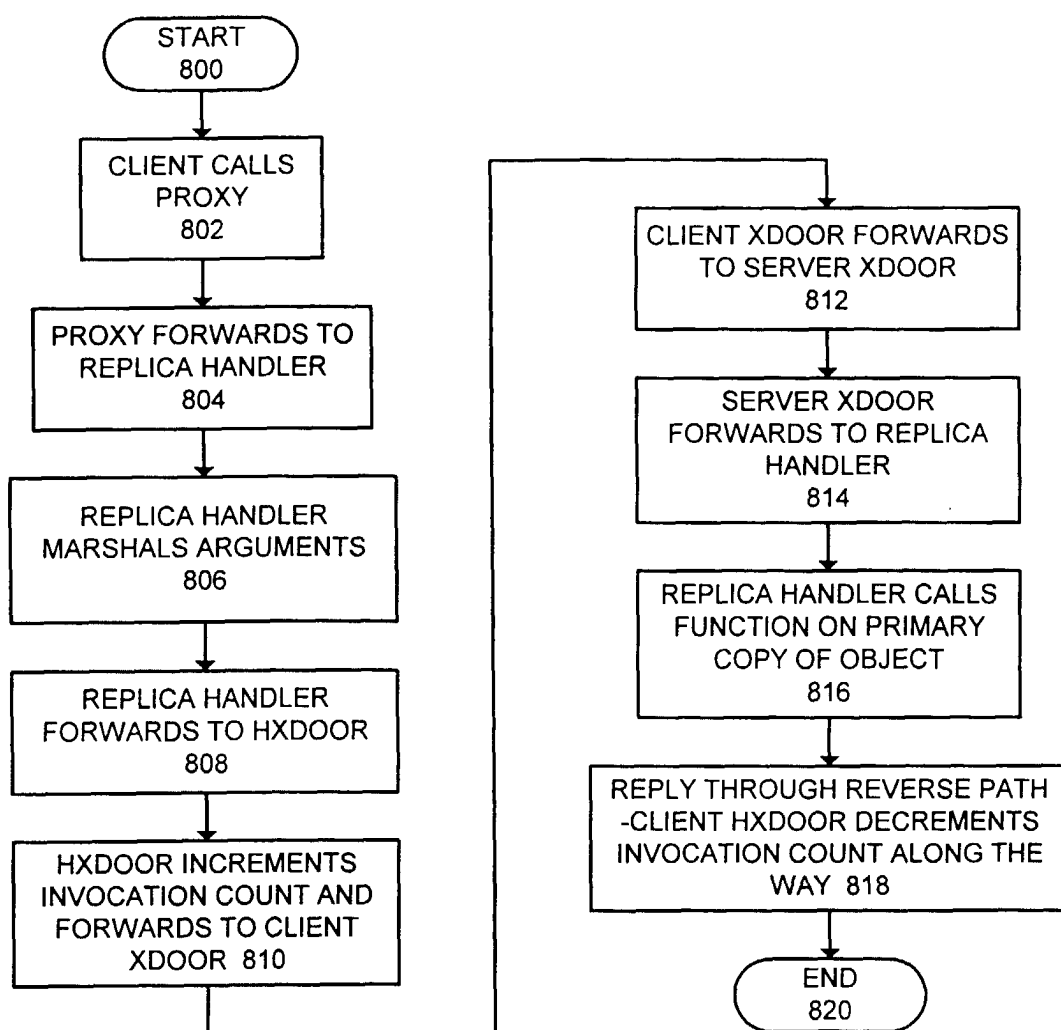 START
800
CLIENT CALLS
PROXY
802
PROXY FORWARDS TO
REPLICA HANDLER
804
REPLICA HANDLER
MARSHALS ARGUMENTS
806
REPLICA HANDLER
FORWARDS TO HXDOOR
808
HXDOOR INCREMENTS
INVOCATION COUNT AND
FORWARDS TO CLIENT
XDOOR 810
CLIENT XDOOR FORWARDS
TO SERVER XDOOR
812
SERVER XDOOR
FORWARDS TO REPLICA
HANDLER
814
REPLICA HANDLER CALLS
FUNCTION ON PRIMARY
COPY OF OBJECT
816
REPLY THROUGH REVERSE PATH
-CLIENT HXDOOR DECREMENTS
INVOCATION COUNT ALONG THE
WAY 818
END
820